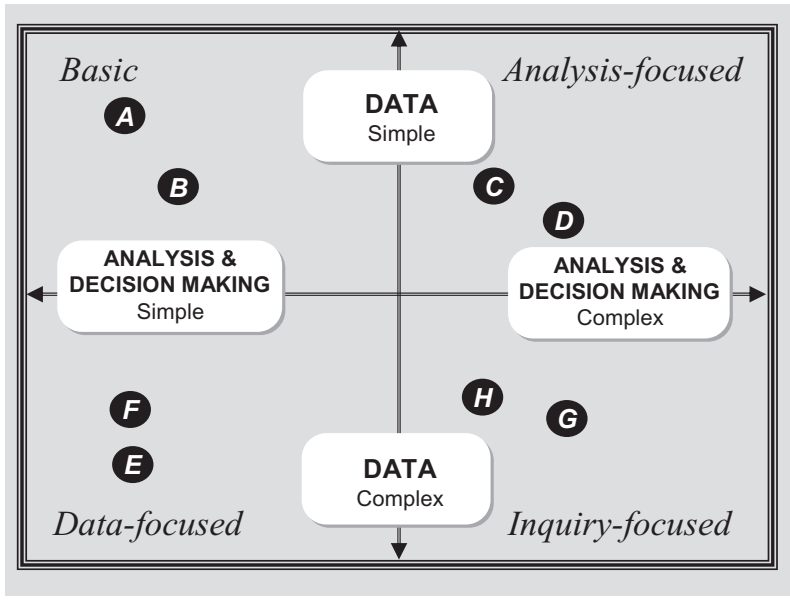 Basic
Analysis-focused
DATA
Simple
A
B
C
D
ANALYSIS &
DECISION MAKING
Simple
ANALYSIS &
DECISION MAKING
Complex
F
E
H
G
DATA
Complex
Data-focused
Inquiry-focused